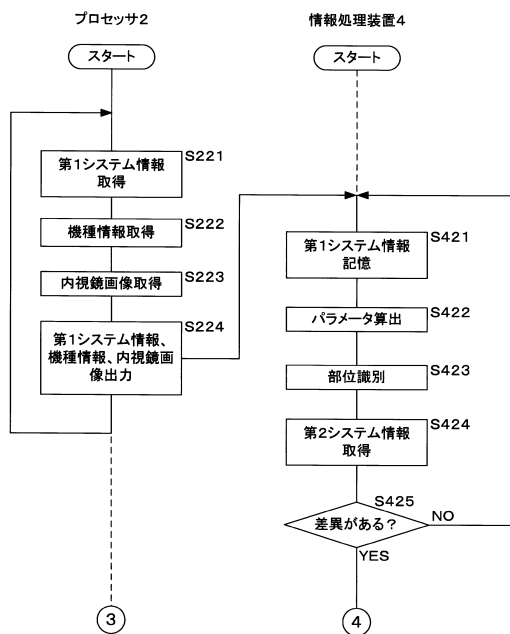 プロセッサ2
スタート
S221
第1システム情報
取得
S222
機種情報取得
S223
内視鏡画像取得
S224
第1システム情報、
機種情報、内視鏡画
像出力
3
情報処理装置4
スタート
S421
第1システム情報
記憶
S422
パラメータ算出
S423
部位識別
S424
第2システム情報
取得
S425
差異がある?
NO
YES
4